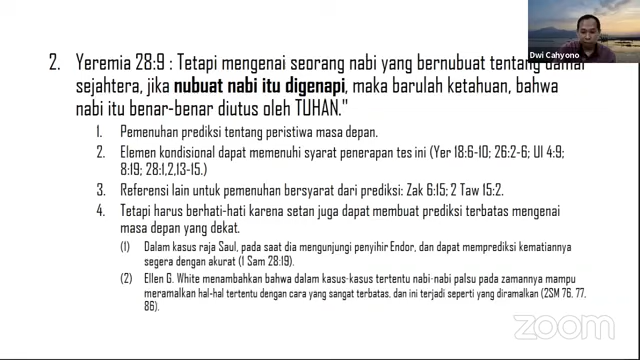 Dwi Cahyono
2. Yeremia 28:9 : Tetapi mengenai seorang nabi yang bernubuat tentang damai
sejahtera, jika nubuat nabi itu digenapi, maka barulah ketahuan, bahwa
nabi itu benar-benar diutus oleh TUHAN."
1. Pemenuhan prediksi tentang peristiwa masa depan.
2. Elemen kondisional dapat memenuhi syarat penerapan tes ini (Yer 18:6-10; 26:2-6; Ul 4:9;
8:19; 28:1,2,13-15.)
3. Referensi lain untuk pemenuhan bersyarat dari prediksi: Zak 6:15; 2 Taw 15:2.
4. Tetapi harus berhati-hati karena setan juga dapat membuat prediksi terbatas mengenai
masa depan yang dekat.
(1) Dalam kasus raja Saul, pada saat dia mengunjungi penyihir Endor, dan dapat memprediksi kematiannya
segera dengan akurat (1 Sam 28:19).
(2) Ellen G. White menambahkan bahwa dalam kasus-kasus tertentu nabi-nabi palsu pada zamannya mampu
meramalkan hal-hal tertentu dengan cara yang sangat terbatas. dan ini terjadi seperti yang diramalkan (2SM 76. 77.
86).
zoom